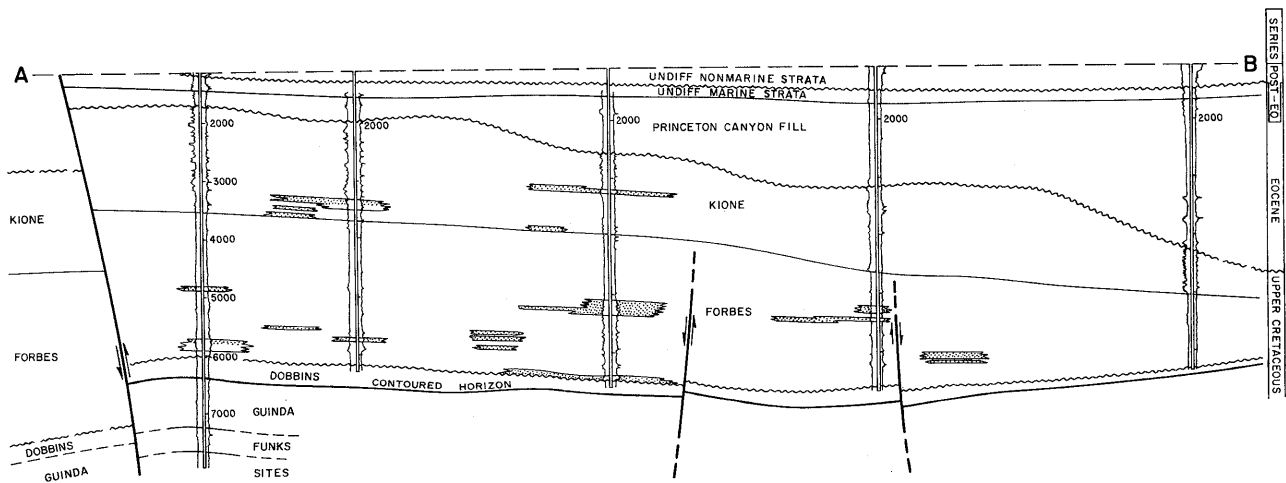 A
B
UNDIFF NONMARINE STRATA
UNDIFF MARINE STRATA
PRINCETON CANYON FILL
2000
2000
2000
2000
2000
3000
KIONE
KIONE
4000
5000
FORBES
FORBES
6000
DOBBINS
CONTOURED HORIZON
7000
GUINDA
DOBBINS
FUNKS
GUINDA
SITES
SERIES
POST-EO
EOCENE
UPPER CRETACEOUS